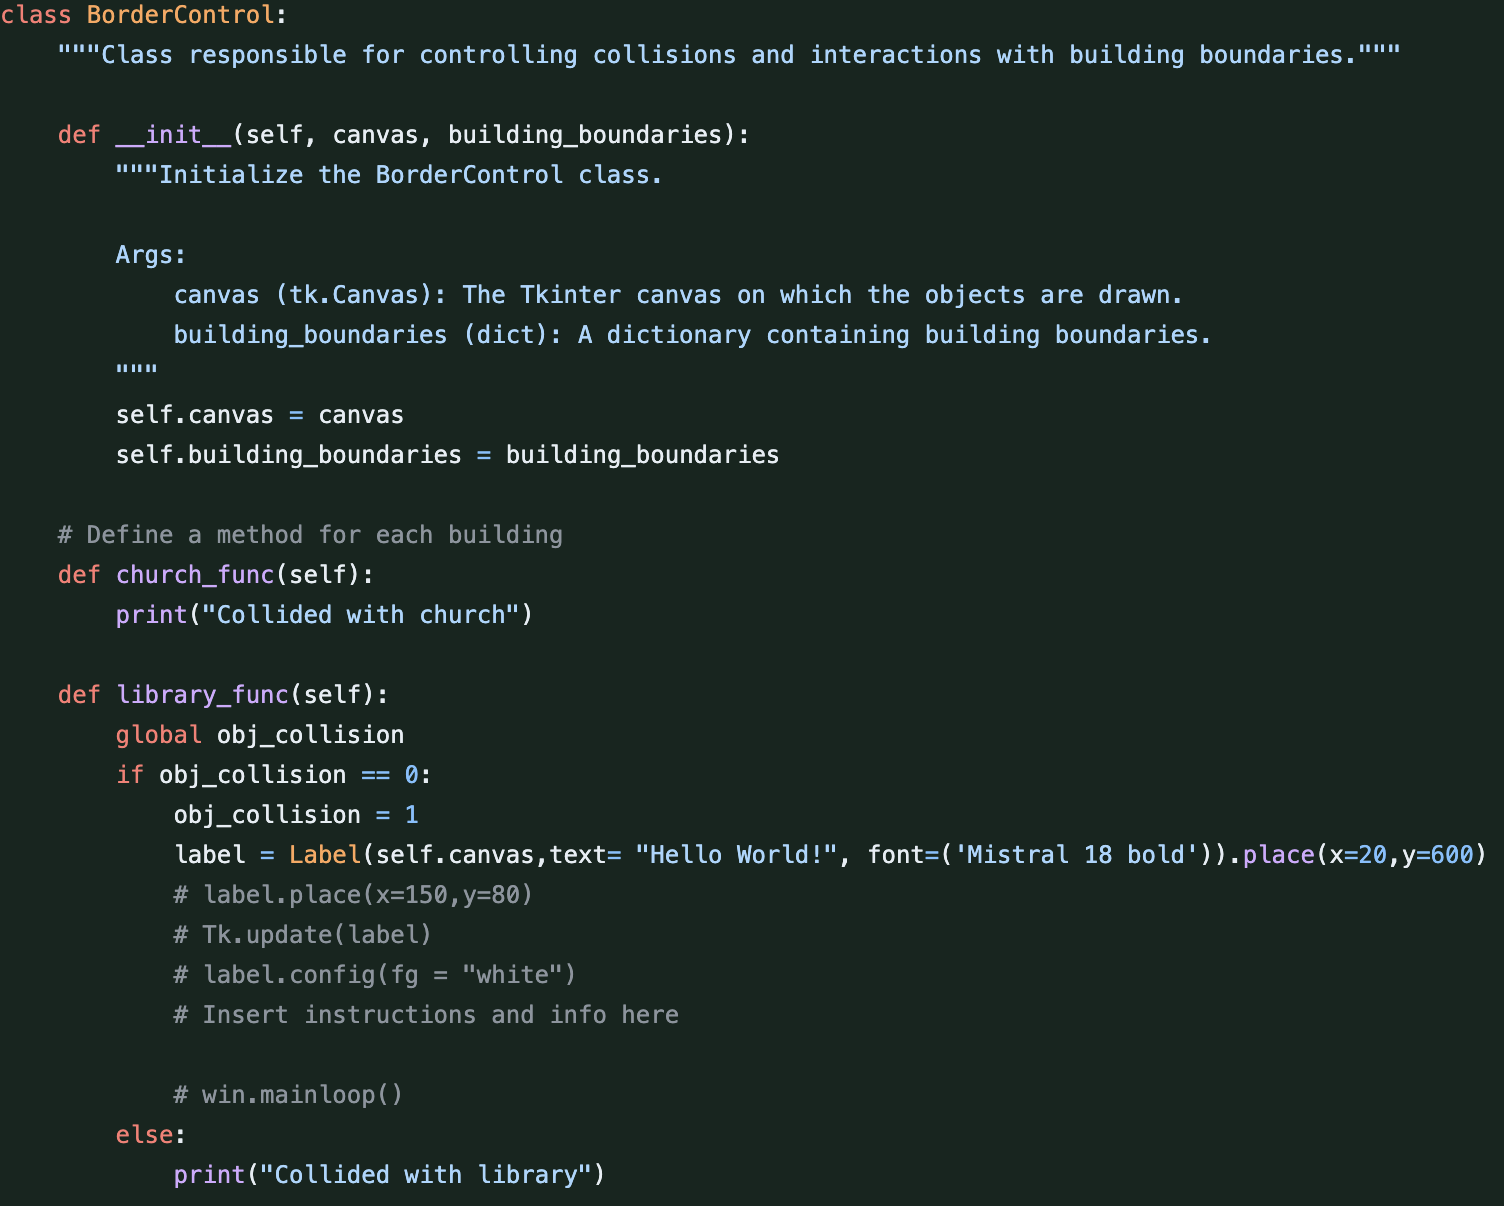 class BorderControl:
    """Class responsible for controlling collisions and interactions with building boundaries."""

    def __init__(self, canvas, building_boundaries):
        """Initialize the BorderControl class.

        Args:
            canvas (tk.Canvas): The Tkinter canvas on which the objects are drawn.
            building_boundaries (dict): A dictionary containing building boundaries.
        """
        self.canvas = canvas
        self.building_boundaries = building_boundaries

    # Define a method for each building
    def church_func(self):
        print("Collided with church")

    def library_func(self):
        global obj_collision
        if obj_collision == 0:
            obj_collision = 1
            label = Label(self.canvas,text= "Hello World!", font=('Mistral 18 bold')).place(x=20,y=600)
            # label.place(x=150,y=80)
            # Tk.update(label)
            # label.config(fg = "white")
            # Insert instructions and info here

            # win.mainloop()
        else:
            print("Collided with library")